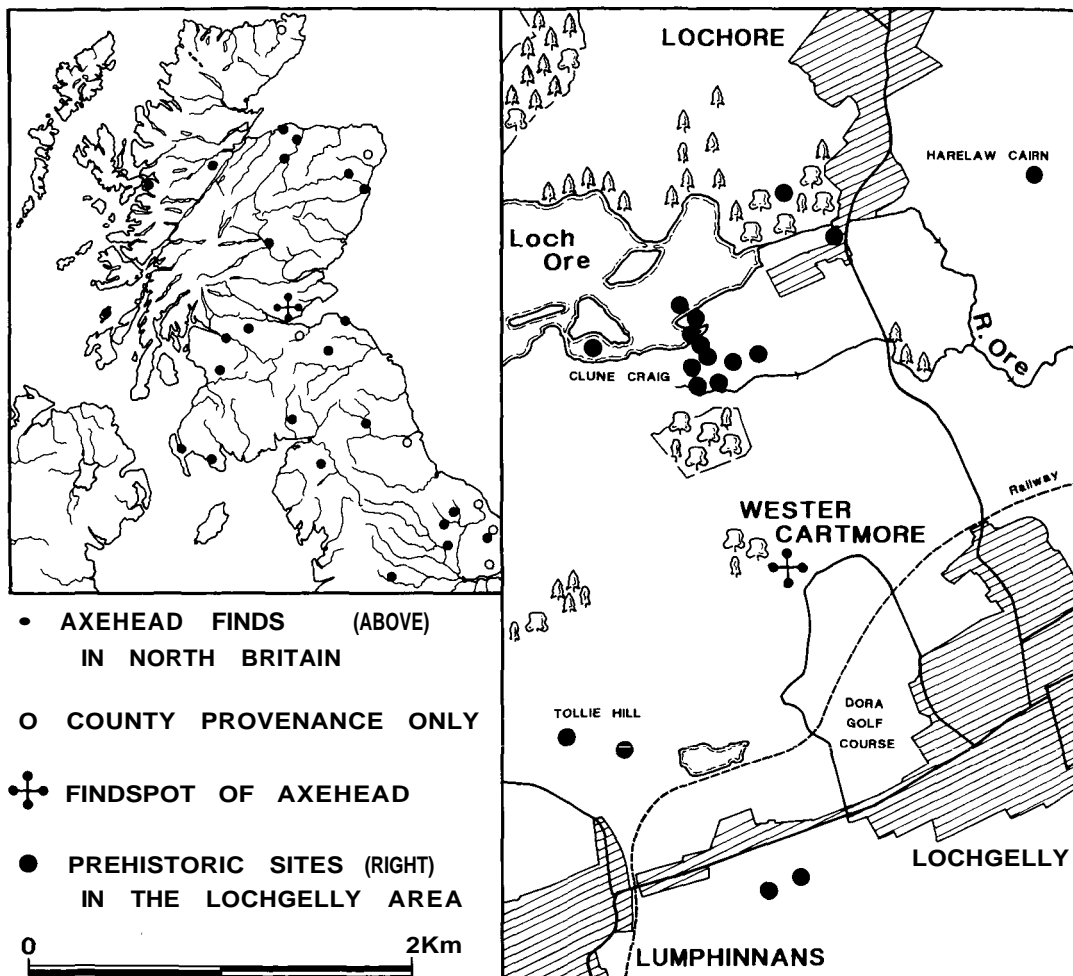 AXEHEAD FINDS (ABOVE)
IN NORTH BRITAIN
COUNTY PROVENANCE ONLY
FINDSPOT OF AXEHEAD
PREHISTORIC SITES (RIGHT)
IN THE LOCHGELLY AREA
0 2Km
LOCHORE
HARELAW CAIRN
Loch
Ore
R. Ore
CLUNE CRAIG
Railway
WESTER
CARTMORE
TOLLIE HILL
DORA
GOLF
COURSE
LOCHGELLY
LUMPHINNANS